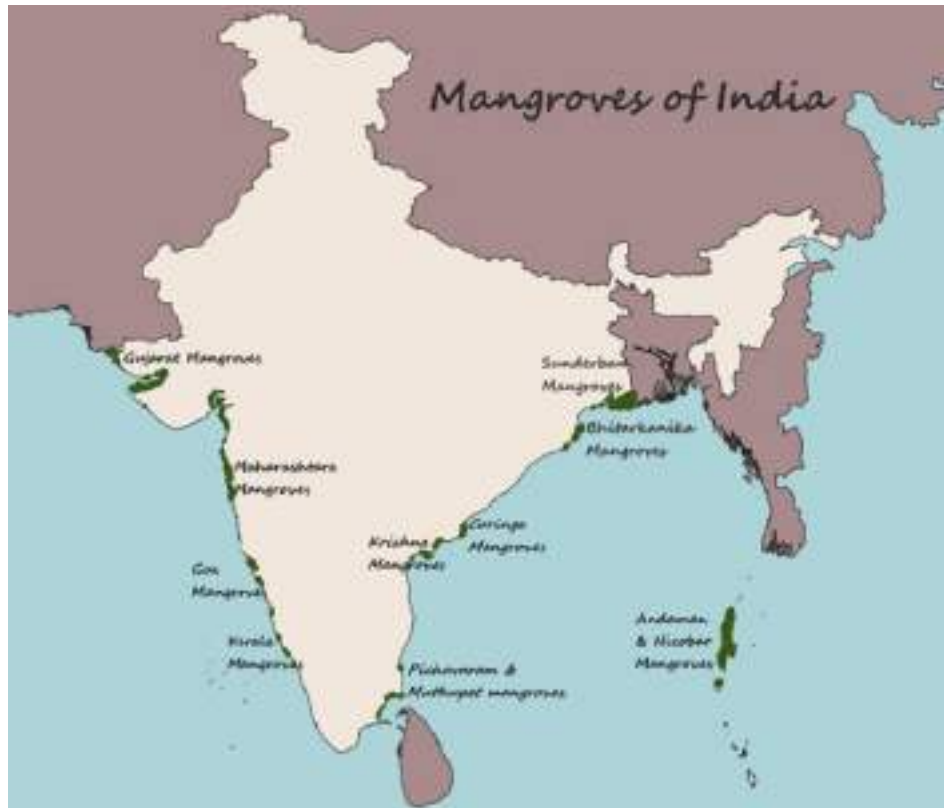 Mangroves of India
Gujarat Mangroves
Sunderban
Mangroves
Bhitarkanika
Mangroves
Maharashtara
Mangroves
Coringa
Mangroves
Krishna
Mangroves
Goa
Mangroves
Kerala
Mangroves
Andaman
& Nicobar
Mangroves
Pichavaram &
Muthupet mangroves